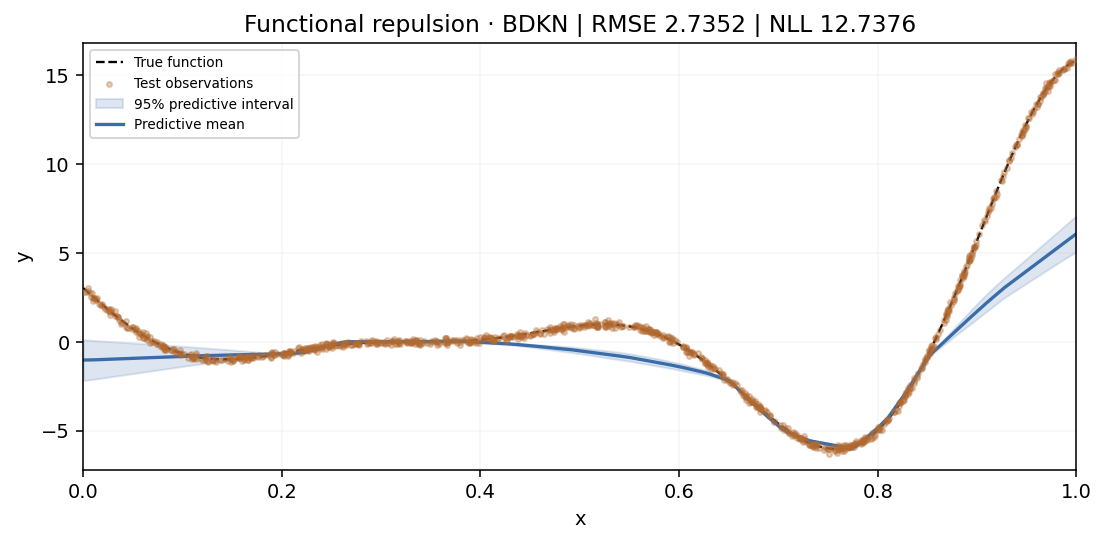 Functional repulsion · BDKN | RMSE 2.7352 | NLL 12.7376
True function
Test observations
95% predictive interval
Predictive mean
y
15
10
5
0
−5
0.0 0.2 0.4 0.6 0.8 1.0
x